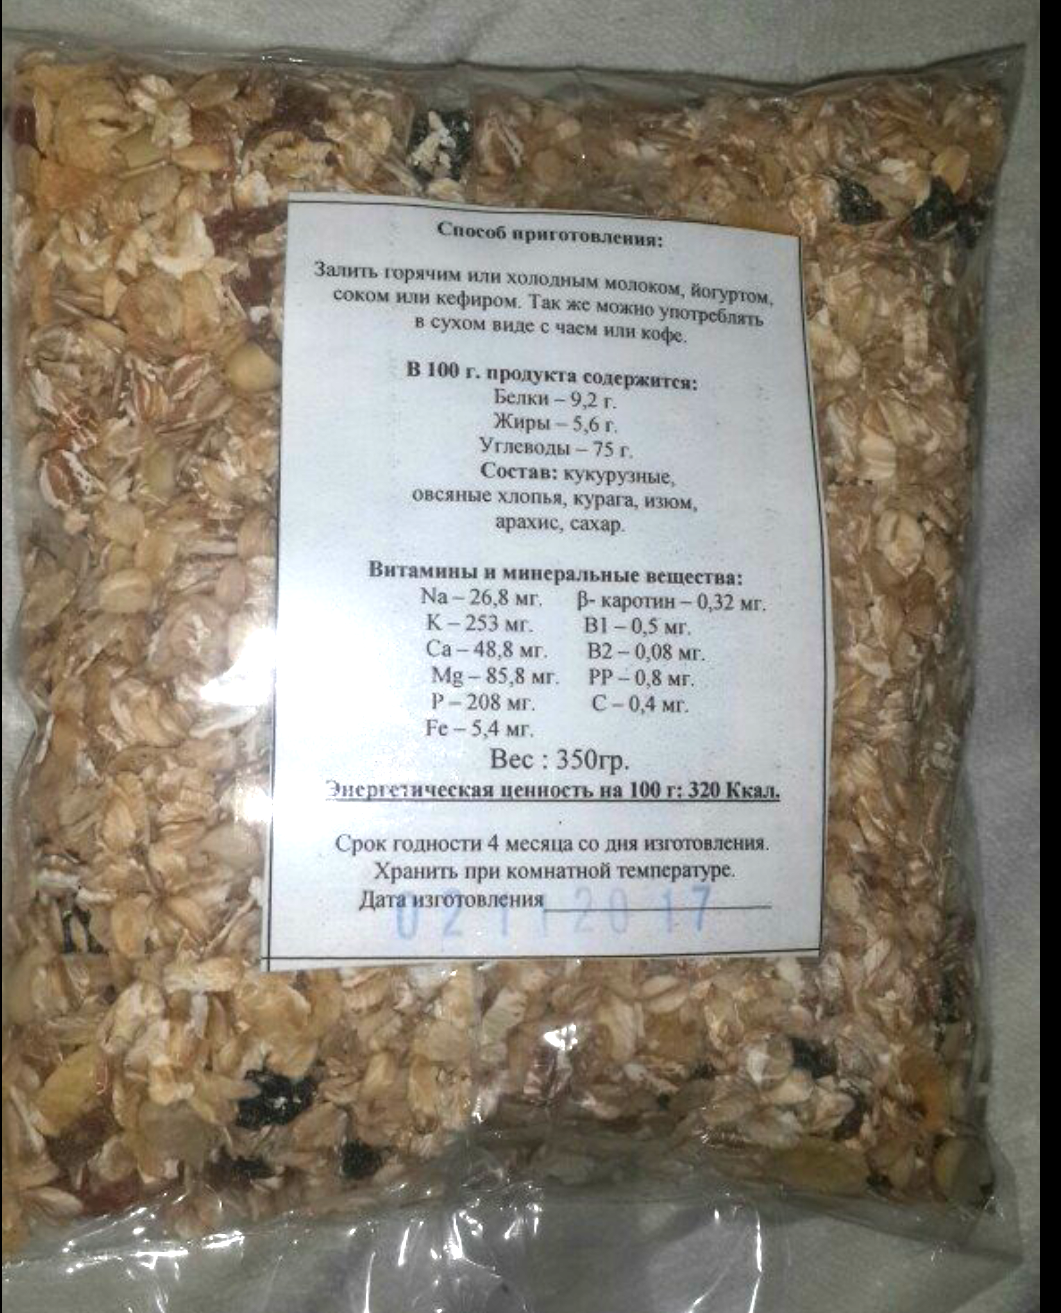 Способ приготовления:
Залить горячим или холодным молоком, йогуртом,
соком или кефиром. Так же можно употреблять
в сухом виде с чаем или кофе.
В 100 г. продукта содержится:
Белки – 9,2 г.
Жиры – 5,6 г.
Углеводы – 75 г.
Состав: кукурузные,
овсяные хлопья, курага, изюм,
арахис, сахар.
Витамины и минеральные вещества:
Na – 26,8 мг. β- каротин – 0,32 мг.
K – 253 мг. B1 – 0,5 мг.
Ca – 48,8 мг. B2 – 0,08 мг.
Mg – 85,8 мг. PP – 0,8 мг.
P – 208 мг. C – 0,4 мг.
Fe – 5,4 мг.
Вес : 350гр.
Энергетическая ценность на 100 г: 320 Ккал.
Срок годности 4 месяца со дня изготовления.
Хранить при комнатной температуре.
Дата изготовления
02 11 2017